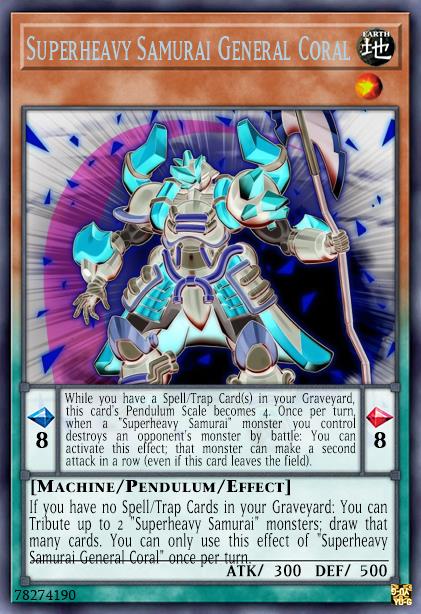 SUPERHEAVY SAMURAI GENERAL CORAL
EARTH
地
While you have a Spell/Trap Card(s) in your Graveyard,
this card's Pendulum Scale becomes 4. Once per turn,
when a "Superheavy Samurai" monster you control
destroys an opponent's monster by battle: You can
activate this effect; that monster can make a second
attack in a row (even if this card leaves the field).
8
8
[MACHINE/PENDULUM/EFFECT]
If you have no Spell/Trap Cards in your Graveyard: You can
Tribute up to 2 "Superheavy Samurai" monsters; draw that
many cards. You can only use this effect of "Superheavy
Samurai General Coral" once per turn.
ATK/ 300 DEF/ 500
78274190